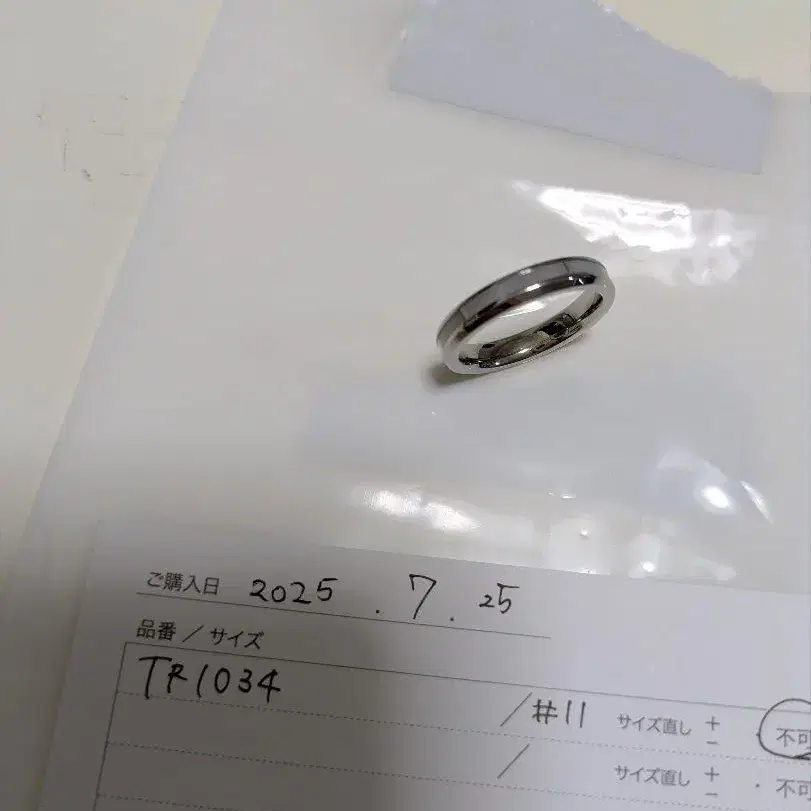 ご購入日 2025.7.25
品番／サイズ
TR1034 /#11 サイズ直し + - ・ 不可
/ サイズ直し + - ・ 不可